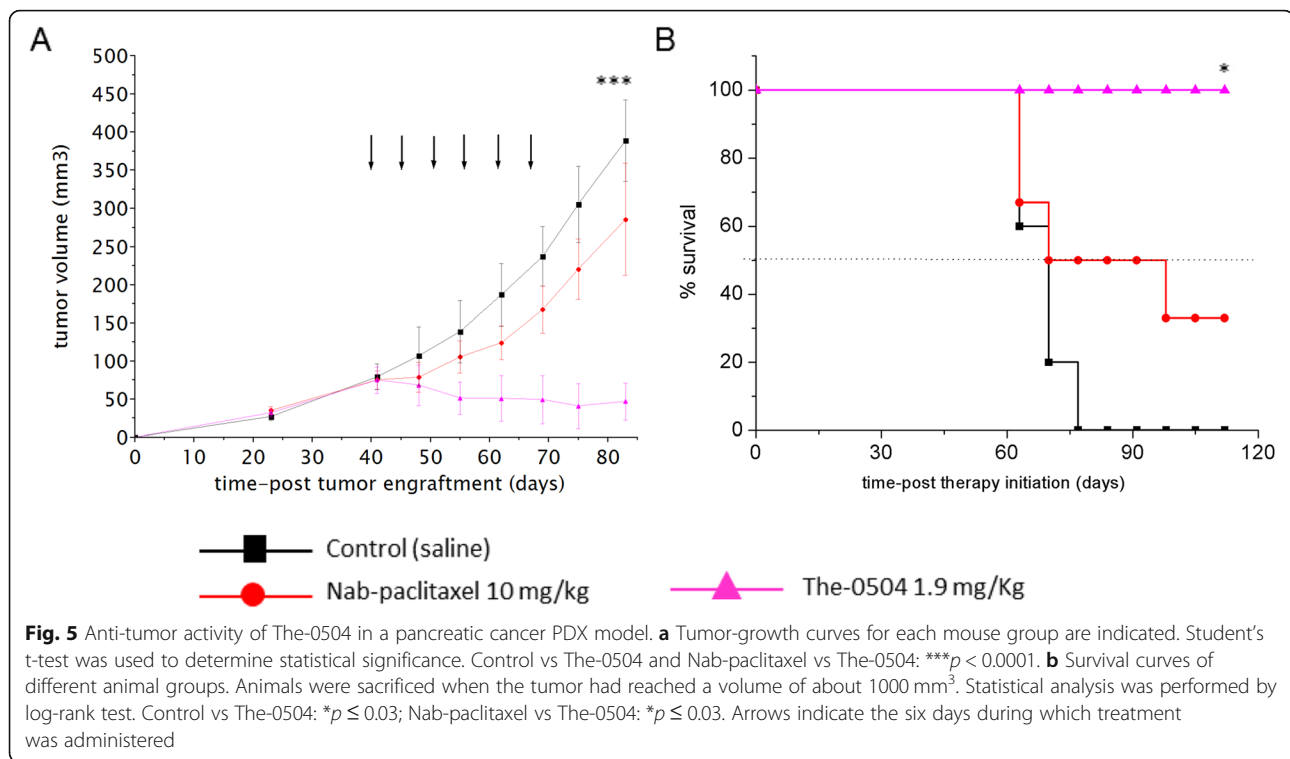 A
B
500
450
400
350
300
250
200
150
100
50
0
tumor volume (mm3)
***
0 10 20 30 40 50 60 70 80
time-post tumor engraftment (days)
*
100
80
60
40
20
0
% survival
0 30 60 90 120
time-post therapy initiation (days)
Control (saline)
Nab-paclitaxel 10 mg/kg
The-0504 1.9 mg/Kg
Fig. 5 Anti-tumor activity of The-0504 in a pancreatic cancer PDX model. a Tumor-growth curves for each mouse group are indicated. Student's
t-test was used to determine statistical significance. Control vs The-0504 and Nab-paclitaxel vs The-0504: ***p < 0.0001. b Survival curves of
different animal groups. Animals were sacrificed when the tumor had reached a volume of about 1000 mm³. Statistical analysis was performed by
log-rank test. Control vs The-0504: *p ≤ 0.03; Nab-paclitaxel vs The-0504: *p ≤ 0.03. Arrows indicate the six days during which treatment
was administered